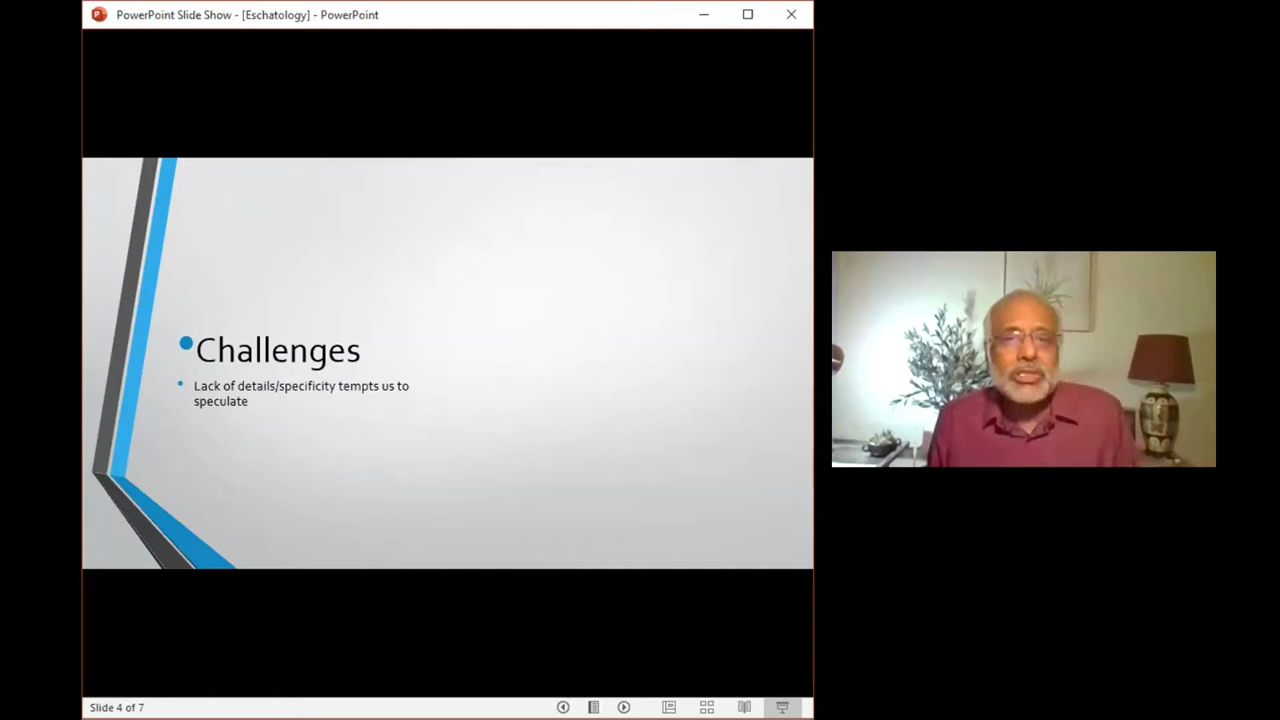 PowerPoint Slide Show - [Eschatology] - PowerPoint
•Challenges
• Lack of details/specificity tempts us to
speculate
Slide 4 of 7